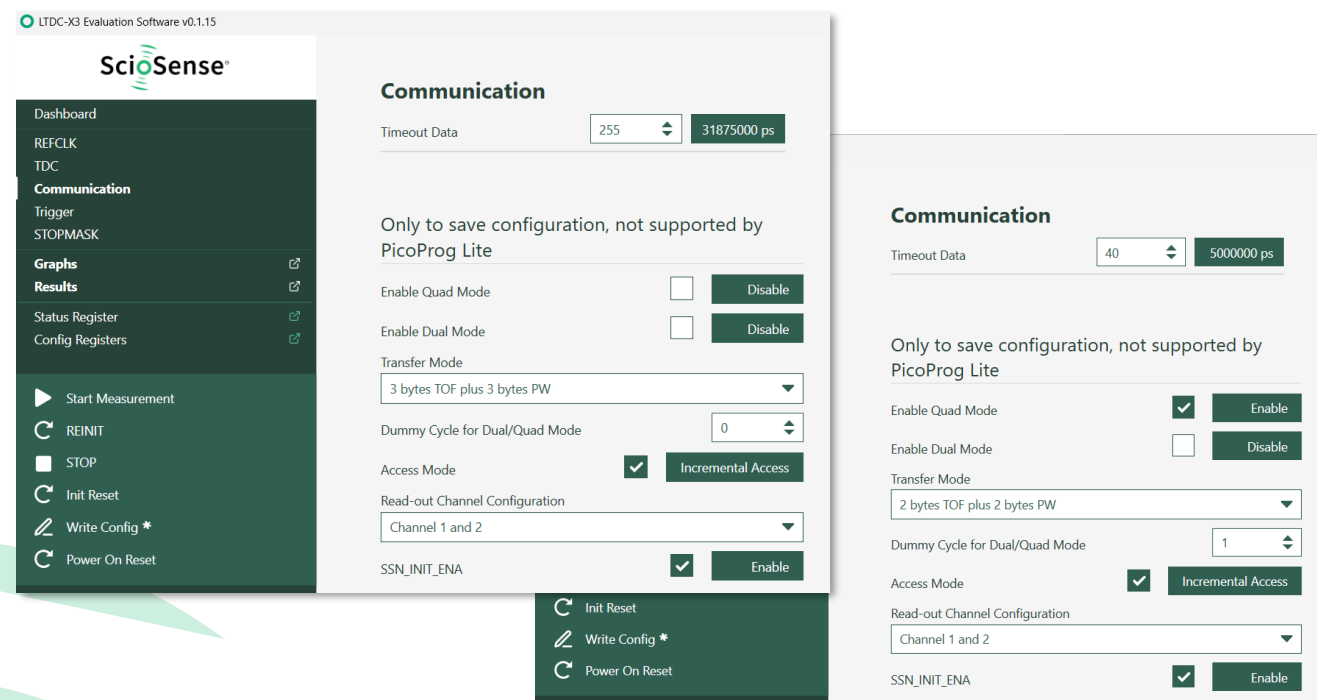 LTDC-X3 Evaluation Software v0.1.15
ScioSense®
Dashboard
REFCLK
TDC
Communication
Trigger
STOPMASK
Graphs
Results
Status Register
Config Registers
Start Measurement
REINIT
STOP
Init Reset
Write Config *
Power On Reset
Communication
Timeout Data 255 31875000 ps
Only to save configuration, not supported by
PicoProg Lite
Enable Quad Mode Disable
Enable Dual Mode Disable
Transfer Mode
3 bytes TOF plus 3 bytes PW
Dummy Cycle for Dual/Quad Mode 0
Access Mode Incremental Access
Read-out Channel Configuration
Channel 1 and 2
SSN_INIT_ENA Enable
Init Reset
Write Config *
Power On Reset
Communication
Timeout Data 40 5000000 ps
Only to save configuration, not supported by
PicoProg Lite
Enable Quad Mode Enable
Enable Dual Mode Disable
Transfer Mode
2 bytes TOF plus 2 bytes PW
Dummy Cycle for Dual/Quad Mode 1
Access Mode Incremental Access
Read-out Channel Configuration
Channel 1 and 2
SSN_INIT_ENA Enable